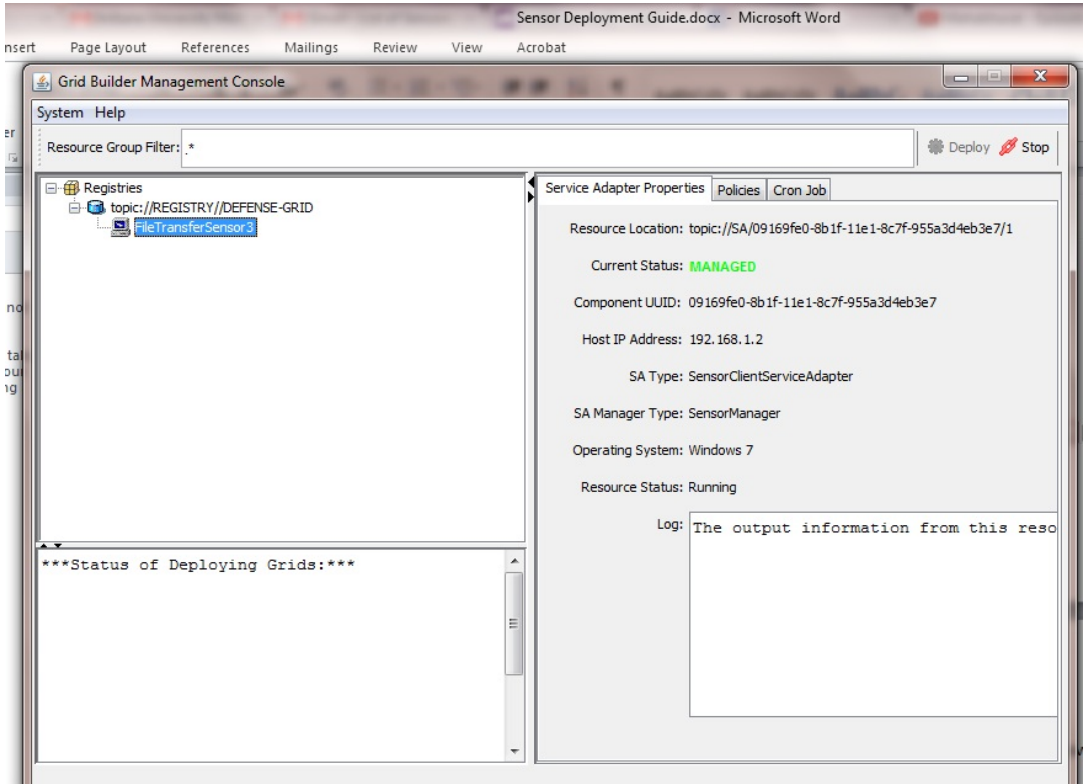 Sensor Deployment Guide.docx - Microsoft Word
nsert Page Layout References Mailings Review View Acrobat
Grid Builder Management Console
System Help
Resource Group Filter: .* Deploy Stop
Registries
topic://REGISTRY//DEFENSE-GRID
FileTransferSensor3
***Status of Deploying Grids:***
Service Adapter Properties Policies Cron Job
Resource Location: topic://SA/09169fe0-8b1f-11e1-8c7f-955a3d4eb3e7/1
Current Status: MANAGED
Component UUID: 09169fe0-8b1f-11e1-8c7f-955a3d4eb3e7
Host IP Address: 192.168.1.2
SA Type: SensorClientServiceAdapter
SA Manager Type: SensorManager
Operating System: Windows 7
Resource Status: Running
Log: The output information from this reso